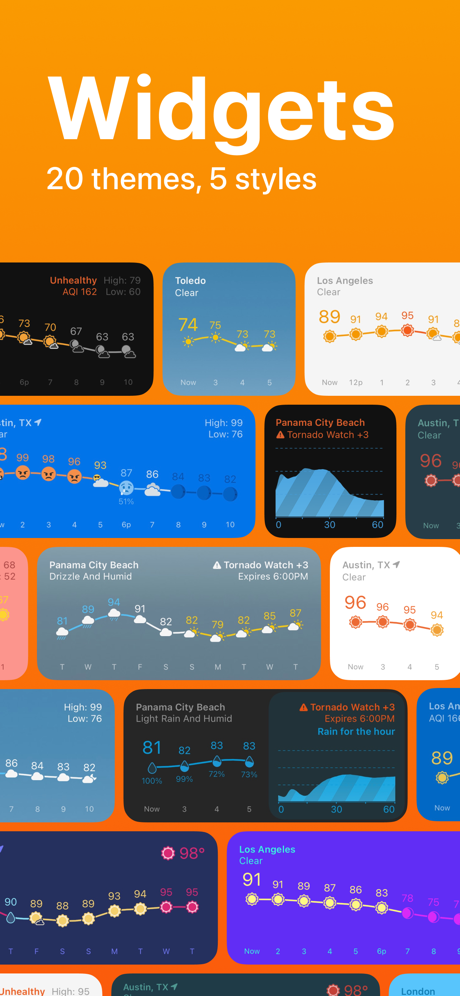 Widgets
20 themes, 5 styles
Unhealthy High: 79
AQI 162 Low: 60
73
70
67
63
63
6p
7
8
9
10
Toledo
Clear
74
75
73
73
Now
3
4
5
Los Angeles
Clear
89
91
94
95
91
Now
12p
1
2
3
stin, TX
ar
High: 99
Low: 76
99
98
96
93
87
86
84
83
82
51%
2
3
4
5
6p
7
8
9
10
Panama City Beach
Tornado Watch +3
0
30
60
Austin, TX
Clear
96
96
Now
68
: 52
1
Panama City Beach
Drizzle And Humid
Tornado Watch +3
Expires 6:00PM
81
89
94
91
82
82
79
82
85
87
T
W
T
F
S
S
M
T
W
T
Austin, TX
Clear
96
96
95
94
Now
3
4
5
High: 99
Low: 76
86
84
83
82
7
8
9
10
Panama City Beach
Light Rain And Humid
81
82
83
83
100%
99%
72%
73%
Now
3
4
5
Tornado Watch +3
Expires 6:00PM
Rain for the hour
0
30
60
Los An
AQI 16
89
Now
98°
90
89
88
89
93
94
95
95
T
F
S
S
M
T
W
T
Los Angeles
Clear
91
91
89
87
86
83
78
75
Now
2
3
4
5
6
7
8
Unhealthy High: 95
Austin, TX
Clear
98°
London